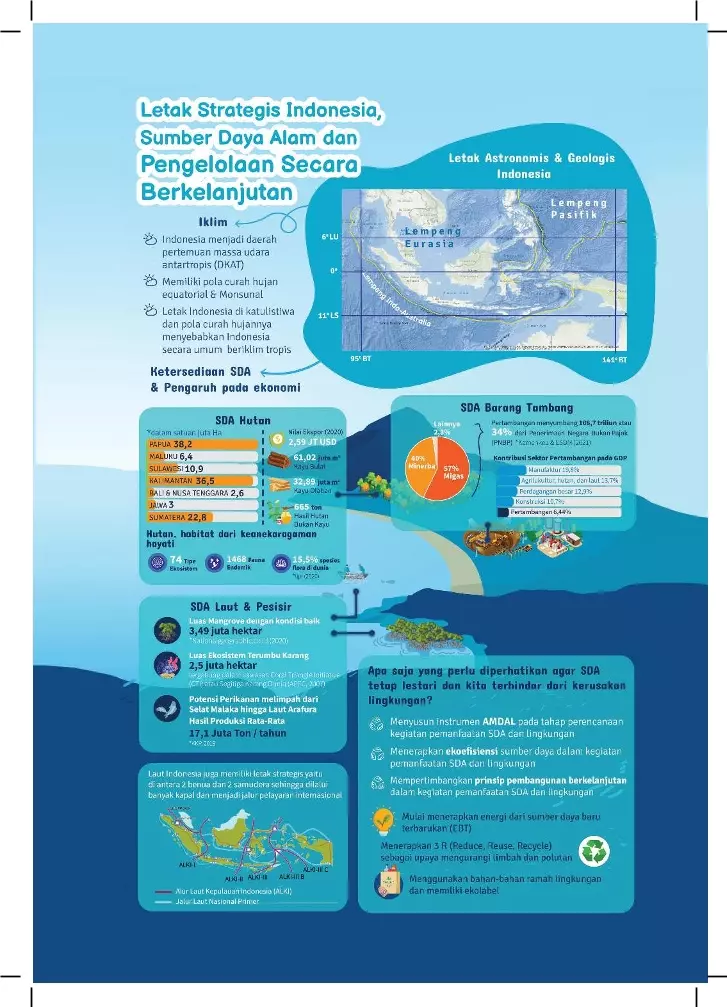 Letak Strategis Indonesia,
Sumber Daya Alam dan
Pengelolaan Secara
Berkelanjutan
Iklim
Indonesia menjadi daerah
pertemuan massa udara
antartropis (DKAT)
Memiliki pola curah hujan
equatorial & Monsunal
Letak Indonesia di katulistiwa
dan pola curah hujannya
menyebabkan Indonesia
secara umum beriklim tropis
Letak Astronomis & Geologis
Indonesia
Lempeng
Pasifik
Lempeng
Eurasia
Lempeng Indo-Australia
6° LU
0°
11° LS
95° BT
141° BT
Ketersediaan SDA
& Pengaruh pada ekonomi
SDA Hutan
*dalam satuan juta Ha
PAPUA 38,2
MALUKU 6,4
SULAWESI 10,9
KALIMANTAN 36,5
BALI & NUSA TENGGARA 2,6
JAWA 3
SUMATERA 22,8
Nilai Ekspor (2020)
2,59 JT USD
61,02 juta m³
Kayu Bulat
32,89 juta m³
Kayu Olahan
665 ton
Hasil Hutan
Bukan Kayu
Hutan, habitat dari keanekaragaman
hayati
74 Tipe
Ekosistem
1468 Fauna
Endemik
15,5% spesies
flora di dunia
SDA Barang Tambang
Lainnya
2,3%
40%
Minerba
57%
Migas
Pertambangan menyumbang 106,7 triliun atau
34% dari Penerimaan Negara Bukan Pajak
(PNBP) *Kemenkeu & ESDM (2021)
Kontribusi Sektor Pertambangan pada GDP
Manufaktur 19,8%
Agrikultur, hutan, dan laut 13,7%
Perdagangan besar 12,9%
Konstruksi 10,7%
Pertambangan 6,44%
SDA Laut & Pesisir
Luas Mangrove dengan kondisi baik
3,49 juta hektar
Luas Ekosistem Terumbu Karang
2,5 juta hektar
Potensi Perikanan melimpah dari
Selat Malaka hingga Laut Arafura
Hasil Produksi Rata-Rata
17,1 Juta Ton / tahun
Laut Indonesia juga memiliki letak strategis yaitu
di antara 2 benua dan 2 samudera sehingga dilalui
banyak kapal dan menjadi jalur pelayaran internasional
ALKI-I
ALKI-II
ALKI-III
ALKI-III B
ALKI-III C
Alur Laut Kepulauan Indonesia (ALKI)
Jalur Laut Nasional Primer
Apa saja yang perlu diperhatikan agar SDA
tetap lestari dan kita terhindar dari kerusakan
lingkungan?
Menyusun Instrumen AMDAL pada tahap perencanaan
kegiatan pemanfaatan SDA dan lingkungan
Menerapkan ekoefisiensi sumber daya dalam kegiatan
pemanfaatan SDA dan lingkungan
Mempertimbangkan prinsip pembangunan berkelanjutan
dalam kegiatan pemanfaatan SDA dan lingkungan
Mulai menerapkan energi dari sumber daya baru
terbarukan (EBT)
Menerapkan 3 R (Reduce, Reuse, Recycle)
sebagai upaya mengurangi limbah dan polutan
Menggunakan bahan-bahan ramah lingkungan
dan memiliki ekolabel